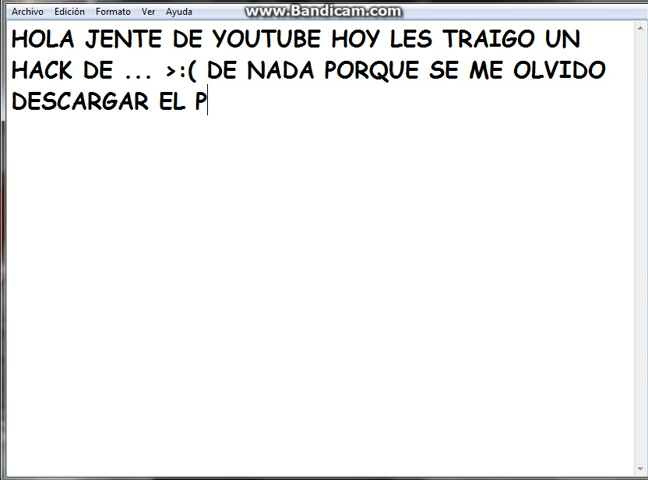 www.Bandicam.com
Archivo Edición Formato Ver Ayuda
HOLA JENTE DE YOUTUBE HOY LES TRAIGO UN
HACK DE ... >:( DE NADA PORQUE SE ME OLVIDO
DESCARGAR EL P